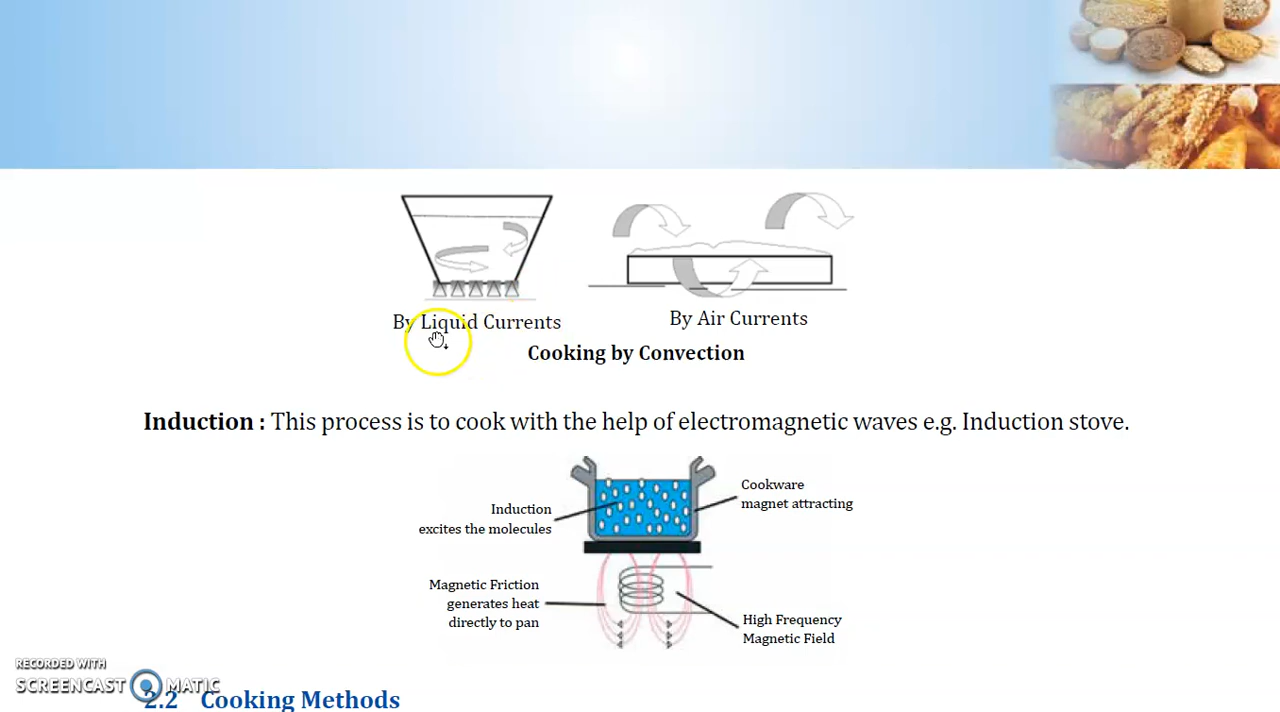 By Liquid Currents
By Air Currents
Cooking by Convection
Induction : This process is to cook with the help of electromagnetic waves e.g. Induction stove.
Induction
excites the molecules
Cookware
magnet attracting
Magnetic Friction
generates heat
directly to pan
High Frequency
Magnetic Field
RECORDED WITH
SCREENCAST MATIC
2.2 Cooking Methods